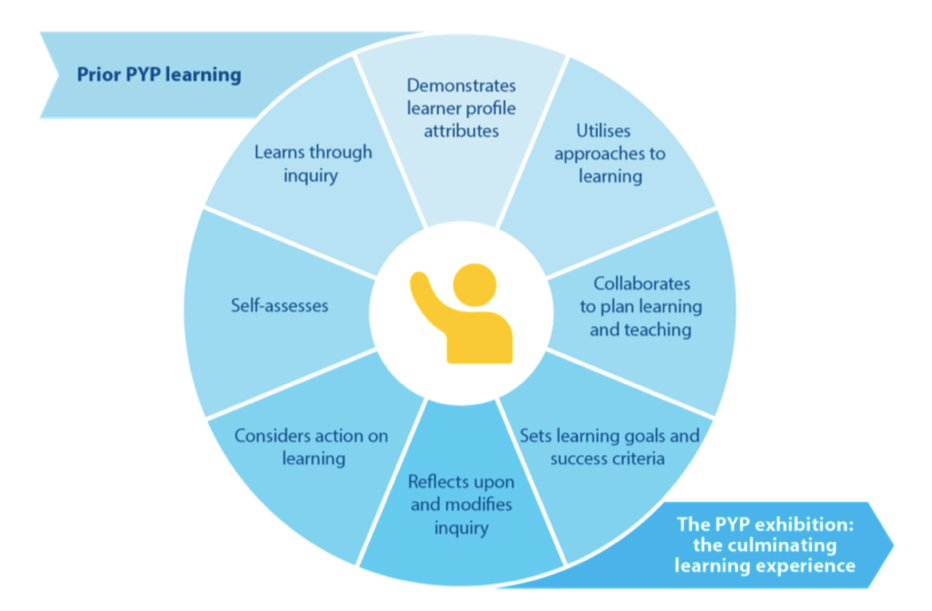 Prior PYP learning
Demonstrates
learner profile
attributes
Utilises
approaches to
learning
Collaborates
to plan learning
and teaching
Sets learning goals and
success criteria
Reflects upon
and modifies
inquiry
Considers action on
learning
Self-assesses
Learns through
inquiry
The PYP exhibition:
the culminating
learning experience